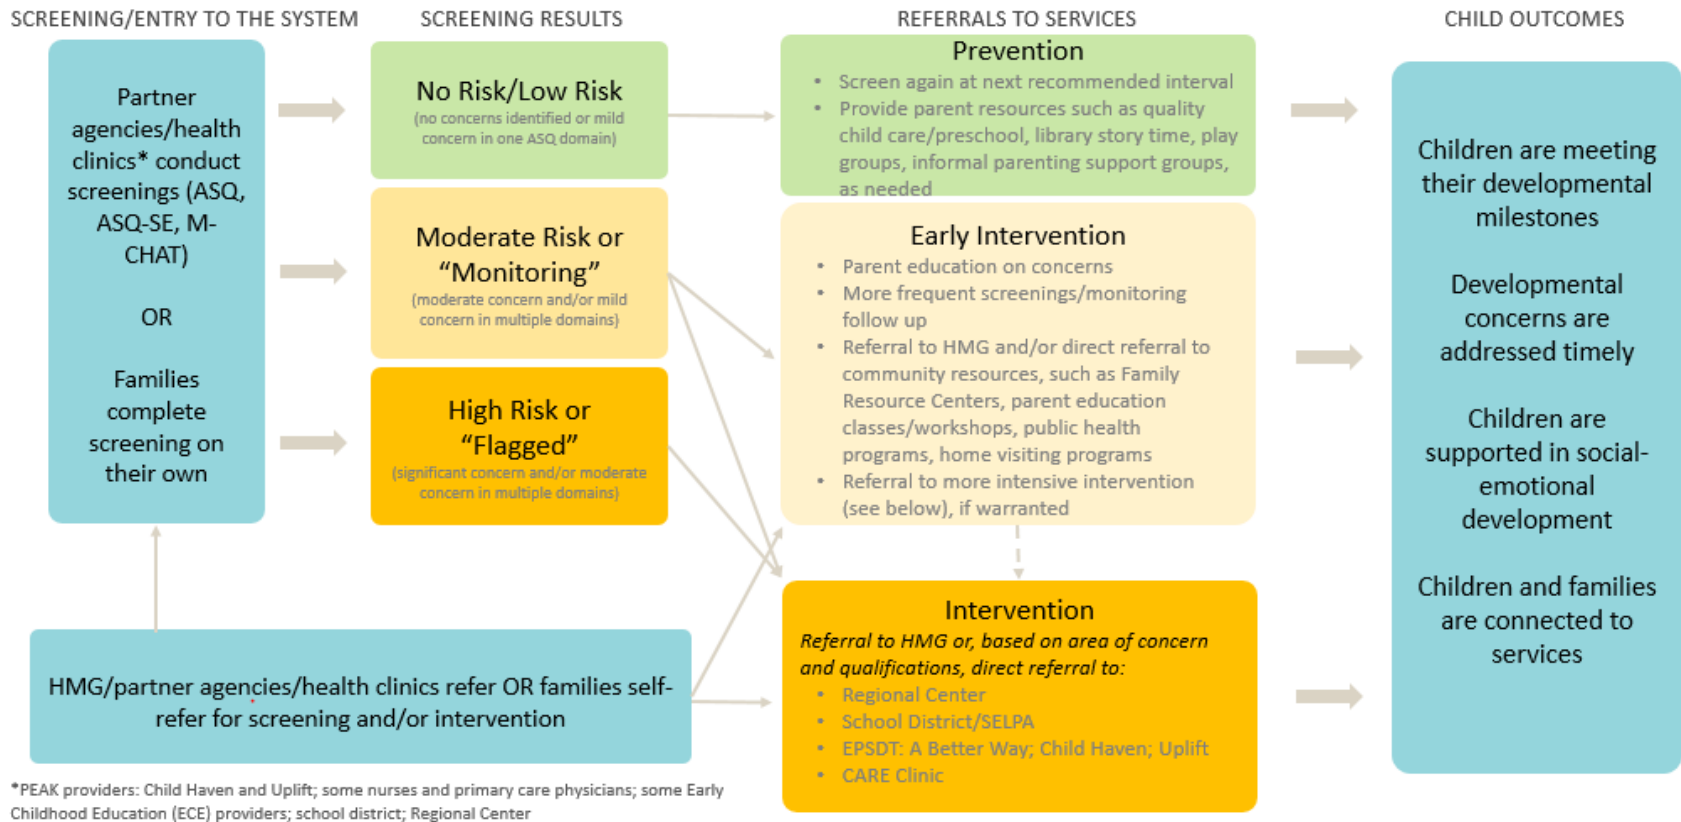 SCREENING/ENTRY TO THE SYSTEM
SCREENING RESULTS
REFERRALS TO SERVICES
CHILD OUTCOMES
Partner
agencies/health
clinics* conduct
screenings (ASQ,
ASQ-SE, M-
CHAT)
OR
Families
complete
screening on
their own
No Risk/Low Risk
(no concerns identified or mild
concern in one ASQ domain)
Moderate Risk or
“Monitoring”
(moderate concern and/or mild
concern in multiple domains)
High Risk or
“Flagged”
(significant concern and/or moderate
concern in multiple domains)
Prevention
• Screen again at next recommended interval
• Provide parent resources such as quality
child care/preschool, library story time, play
groups, informal parenting support groups,
as needed
Early Intervention
• Parent education on concerns
• More frequent screenings/monitoring
follow up
• Referral to HMG and/or direct referral to
community resources, such as Family
Resource Centers, parent education
classes/workshops, public health
programs, home visiting programs
• Referral to more intensive intervention
(see below), if warranted
Intervention
Referral to HMG or, based on area of concern
and qualifications, direct referral to:
• Regional Center
• School District/SELPA
• EPSDT: A Better Way; Child Haven; Uplift
• CARE Clinic
Children are meeting
their developmental
milestones
Developmental
concerns are
addressed timely
Children are
supported in social-
emotional
development
Children and families
are connected to
services
HMG/partner agencies/health clinics refer OR families self-
refer for screening and/or intervention
*PEAK providers: Child Haven and Uplift; some nurses and primary care physicians; some Early
Childhood Education (ECE) providers; school district; Regional Center